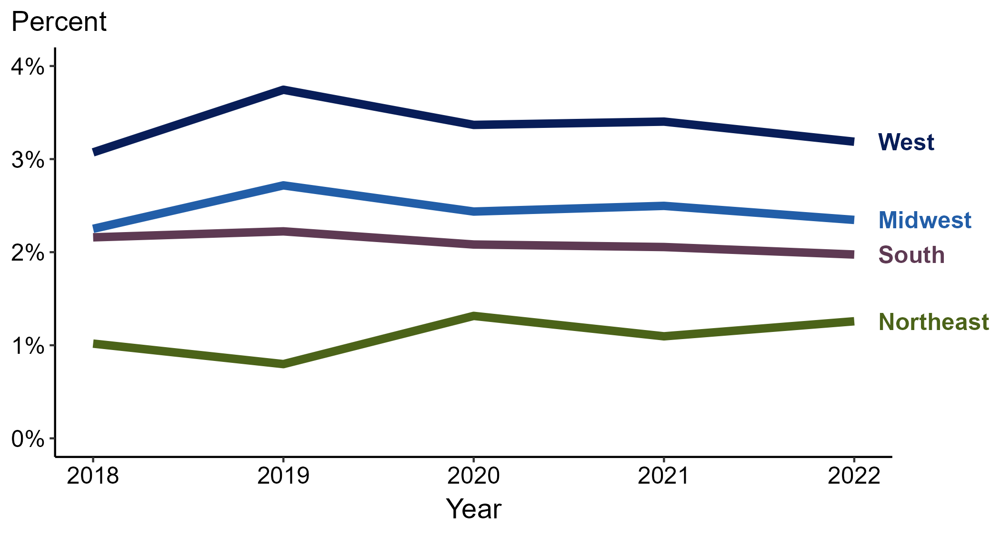 Percent
4%
3%
2%
1%
0%
West
Midwest
South
Northeast
2018 2019 2020 2021 2022
Year